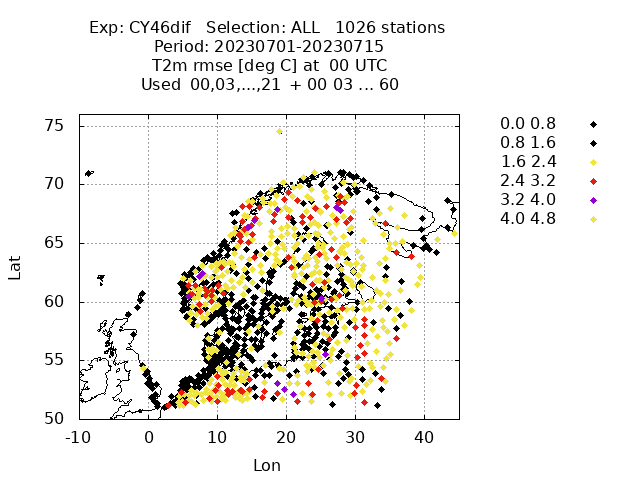 Exp: CY46dif   Selection: ALL   1026 stations
Period: 20230701-20230715
T2m rmse [deg C] at  00 UTC
Used  00,03,...,21  + 00 03 ... 60
0.0 0.8
0.8 1.6
1.6 2.4
2.4 3.2
3.2 4.0
4.0 4.8
75
70
65
60
55
50
Lat
-10 0 10 20 30 40
Lon